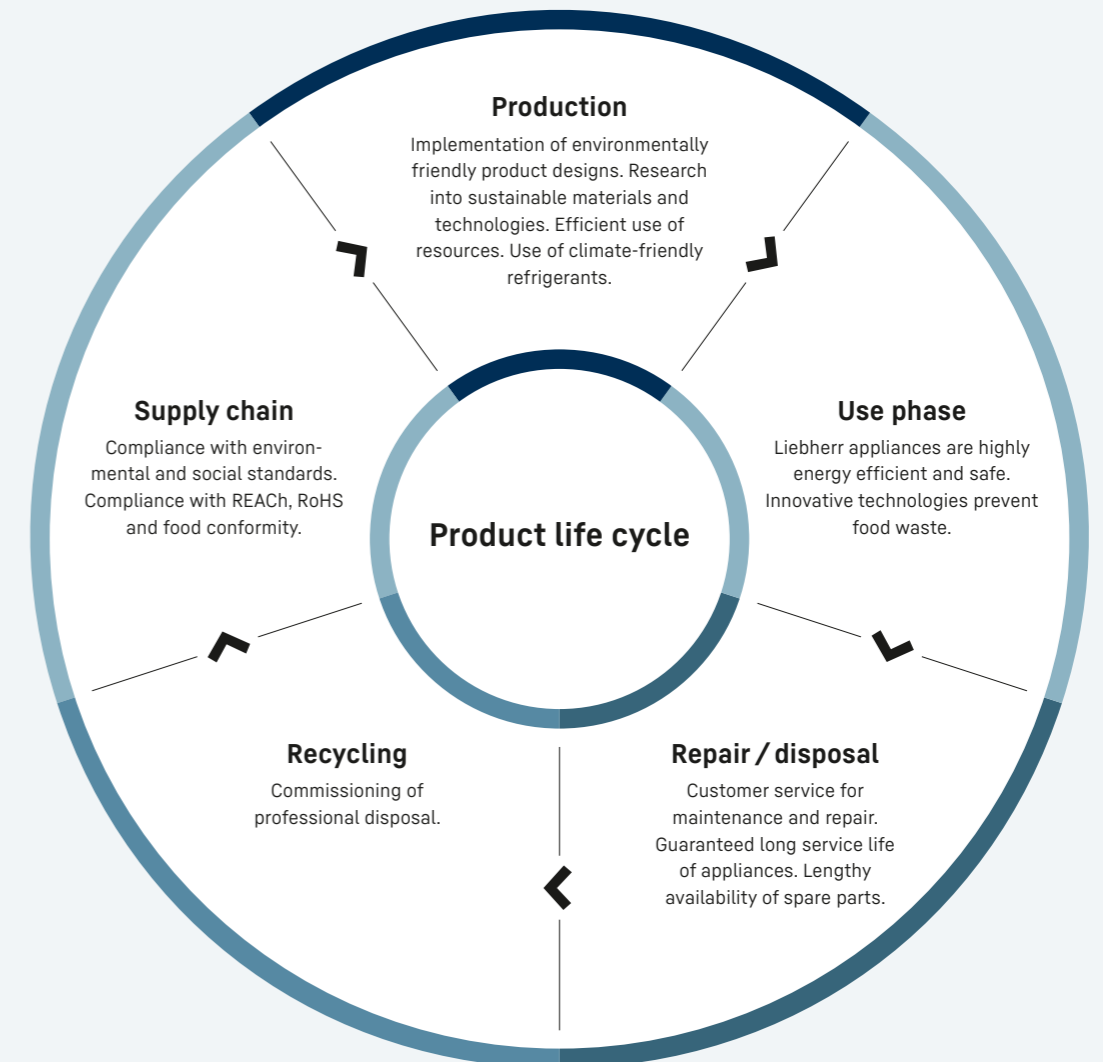 Production
Implementation of environmentally
friendly product designs. Research
into sustainable materials and
technologies. Efficient use of
resources. Use of climate-friendly
refrigerants.
Supply chain
Compliance with environ-
mental and social standards.
Compliance with REACh, RoHS
and food conformity.
Product life cycle
Use phase
Liebherr appliances are highly
energy efficient and safe.
Innovative technologies prevent
food waste.
Recycling
Commissioning of
professional disposal.
Repair / disposal
Customer service for
maintenance and repair.
Guaranteed long service life
of appliances. Lengthy
availability of spare parts.